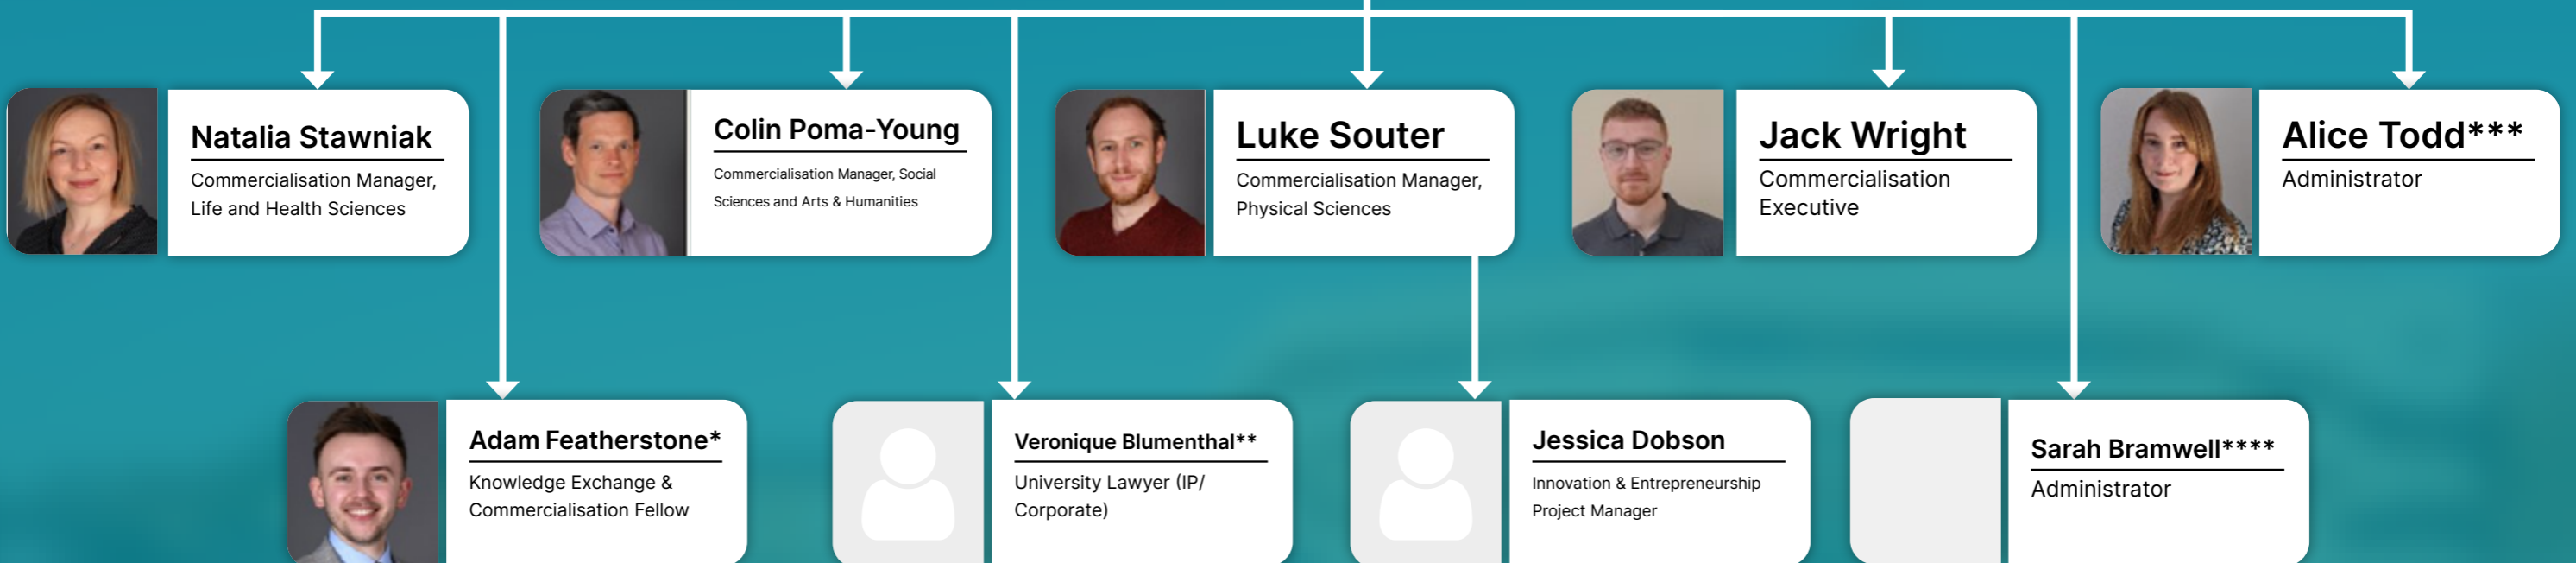 Natalia Stawniak
Commercialisation Manager,
Life and Health Sciences
Colin Poma-Young
Commercialisation Manager, Social
Sciences and Arts & Humanities
Luke Souter
Commercialisation Manager,
Physical Sciences
Jack Wright
Commercialisation
Executive
Alice Todd***
Administrator
Adam Featherstone*
Knowledge Exchange &
Commercialisation Fellow
Veronique Blumenthal**
University Lawyer (IP/
Corporate)
Jessica Dobson
Innovation & Entrepreneurship
Project Manager
Sarah Bramwell****
Administrator